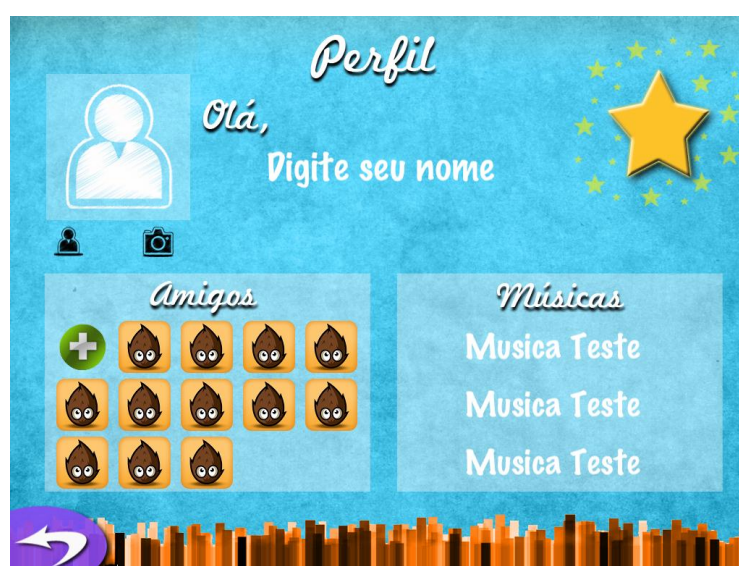 Perfil
Olá,
Digite seu nome
Amigos
Músicas
Musica Teste
Musica Teste
Musica Teste